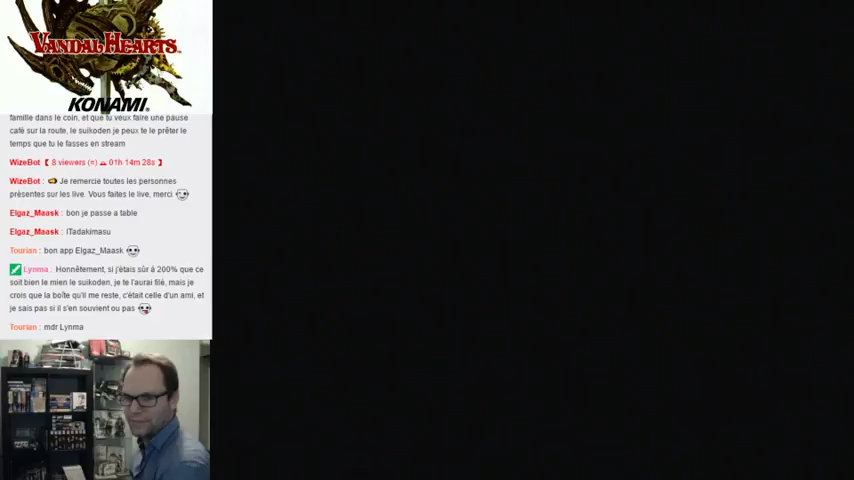 VANDAL HEARTS
KONAMI
famille dans le coin, et que tu veux faire une pause
café sur la route, le suikoden je peux te le prêter le
temps que tu le fasses en stream
WizeBot 【 8 viewers (=) 01h 14m 28s 】
WizeBot : Je remercie toutes les personnes
présentes sur les live. Vous faites le live, merci
Elgaz_Maask : bon je passe a table
Elgaz_Maask : ITadakimasu
Tourian : bon app Elgaz_Maask
Lynma : Honnêtement, si j'étais sûr à 200% que ce
soit bien le mien le suikoden, je te l'aurai filé, mais je
crois que la boîte qu'il me reste, c'était celle d'un ami, et
je sais pas si il s'en souvient ou pas
Tourian : mdr Lynma